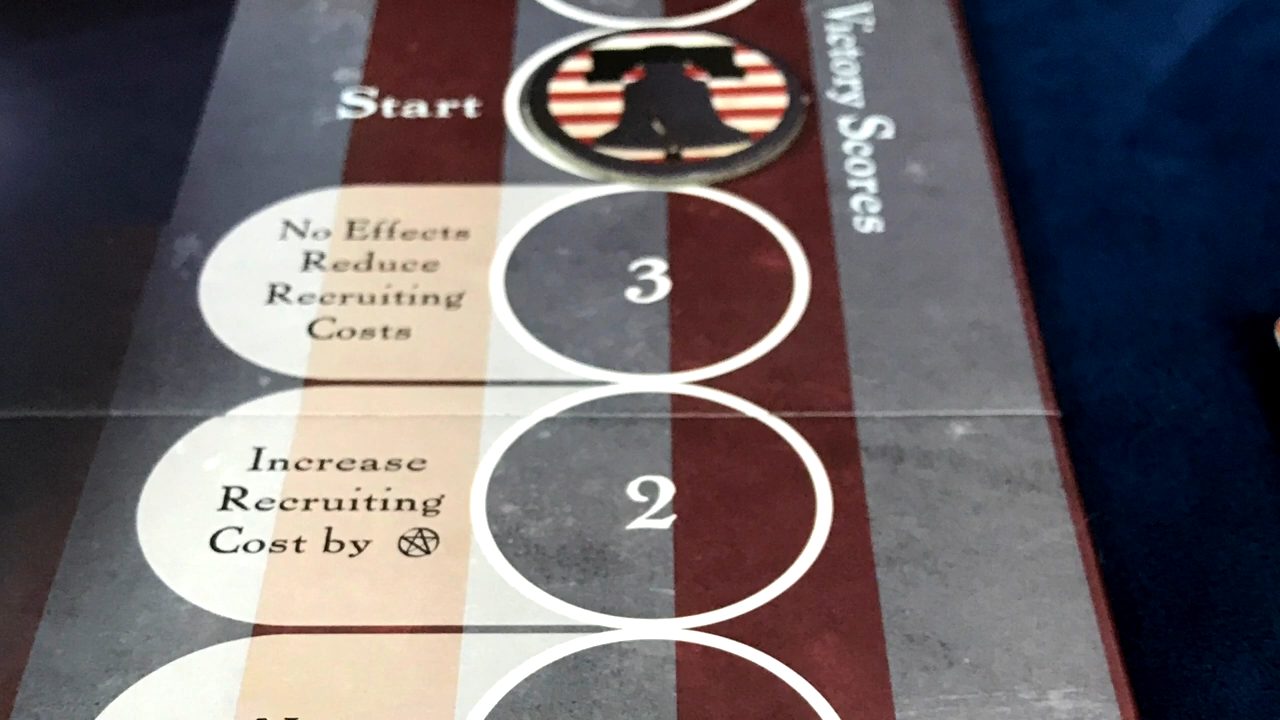 Start
Victory Scores
No Effects
Reduce
Recruiting
Costs
3
Increase
Recruiting
Cost by
2